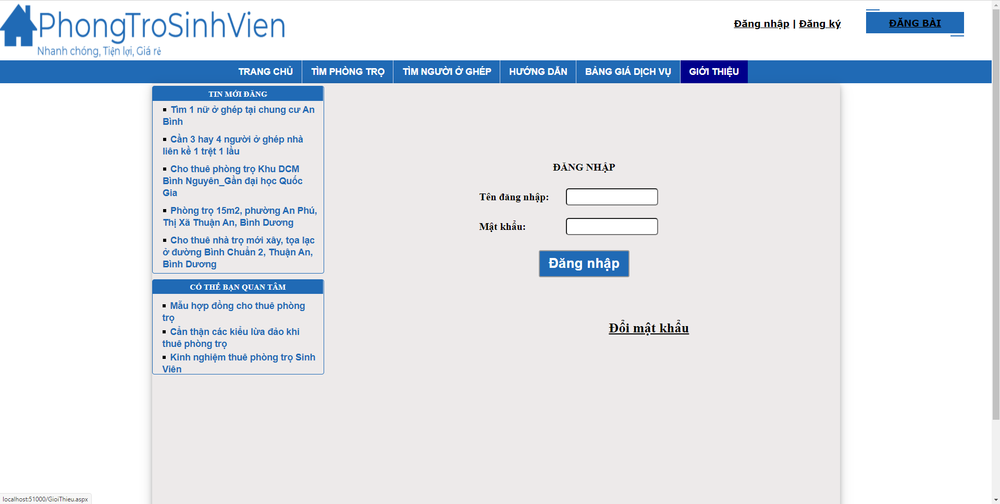 PhongTroSinhVien
Nhanh chóng, Tiện lợi, Giá rẻ
Đăng nhập | Đăng ký
ĐĂNG BÀI
TRANG CHỦ
TÌM PHÒNG TRỌ
TÌM NGƯỜI Ở GHÉP
HƯỚNG DẪN
BẢNG GIÁ DỊCH VỤ
GIỚI THIỆU
TIN MỚI ĐĂNG
Tìm 1 nữ ở ghép tại chung cư An
Bình
Cần 3 hay 4 người ở ghép nhà
liên kề 1 trệt 1 lầu
Cho thuê phòng trọ Khu DCM
Bình Nguyên_Gần đại học Quốc
Gia
Phòng trọ 15m2, phường An Phú,
Thị Xã Thuận An, Bình Dương
Cho thuê nhà trọ mới xây, tọa lạc
ở đường Bình Chuẩn 2, Thuận An,
Bình Dương
CÓ THỂ BẠN QUAN TÂM
Mẫu hợp đồng cho thuê phòng
trọ
Cẩn thận các kiểu lừa đảo khi
thuê phòng trọ
Kinh nghiệm thuê phòng trọ Sinh
Viên
ĐĂNG NHẬP
Tên đăng nhập:
Mật khẩu:
Đăng nhập
Đổi mật khẩu
localhost:51000/GioiThieu.aspx